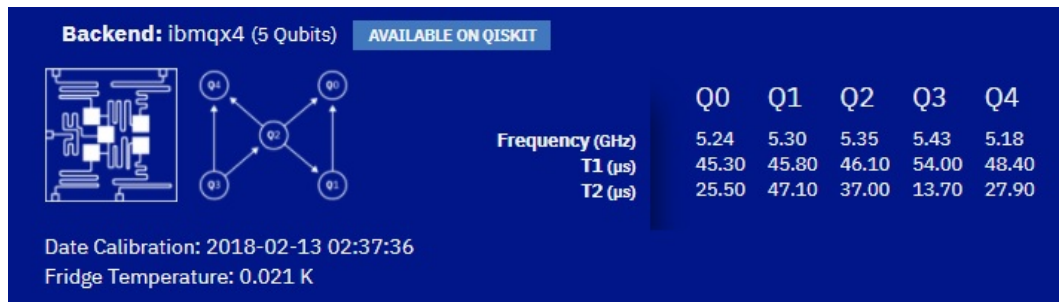 Backend: ibmqx4 (5 Qubits) AVAILABLE ON QISKIT
Q4 Q0
Q2
Q3 Q1
Q0 Q1 Q2 Q3 Q4
Frequency (GHz) 5.24 5.30 5.35 5.43 5.18
T1 (µs) 45.30 45.80 46.10 54.00 48.40
T2 (µs) 25.50 47.10 37.00 13.70 27.90
Date Calibration: 2018-02-13 02:37:36
Fridge Temperature: 0.021 K